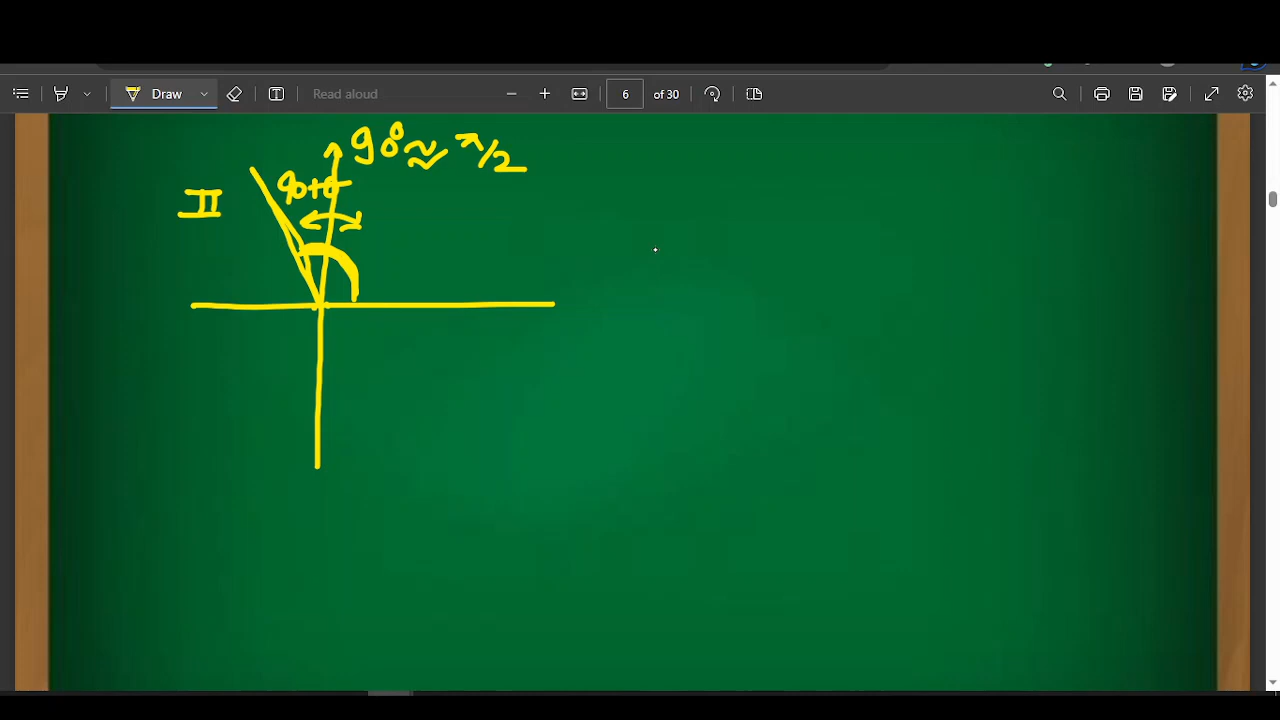 Draw
Read aloud
6 of 30
90° ≈ π/2
90+θ
II